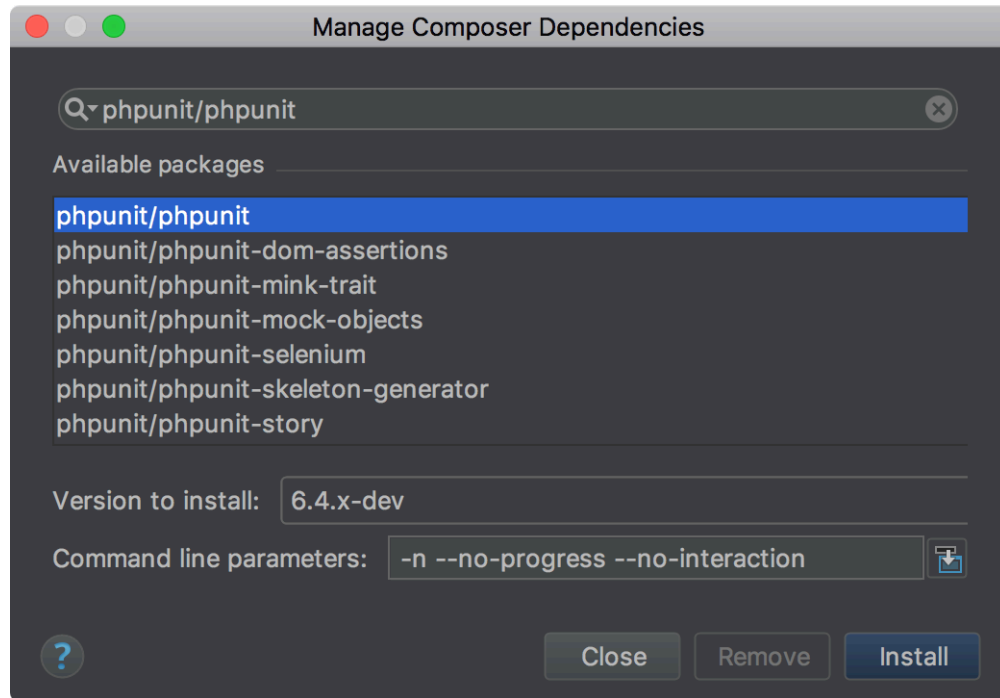 Manage Composer Dependencies
phpunit/phpunit
Available packages
phpunit/phpunit
phpunit/phpunit-dom-assertions
phpunit/phpunit-mink-trait
phpunit/phpunit-mock-objects
phpunit/phpunit-selenium
phpunit/phpunit-skeleton-generator
phpunit/phpunit-story
Version to install: 6.4.x-dev
Command line parameters: -n --no-progress --no-interaction
? Close Remove Install